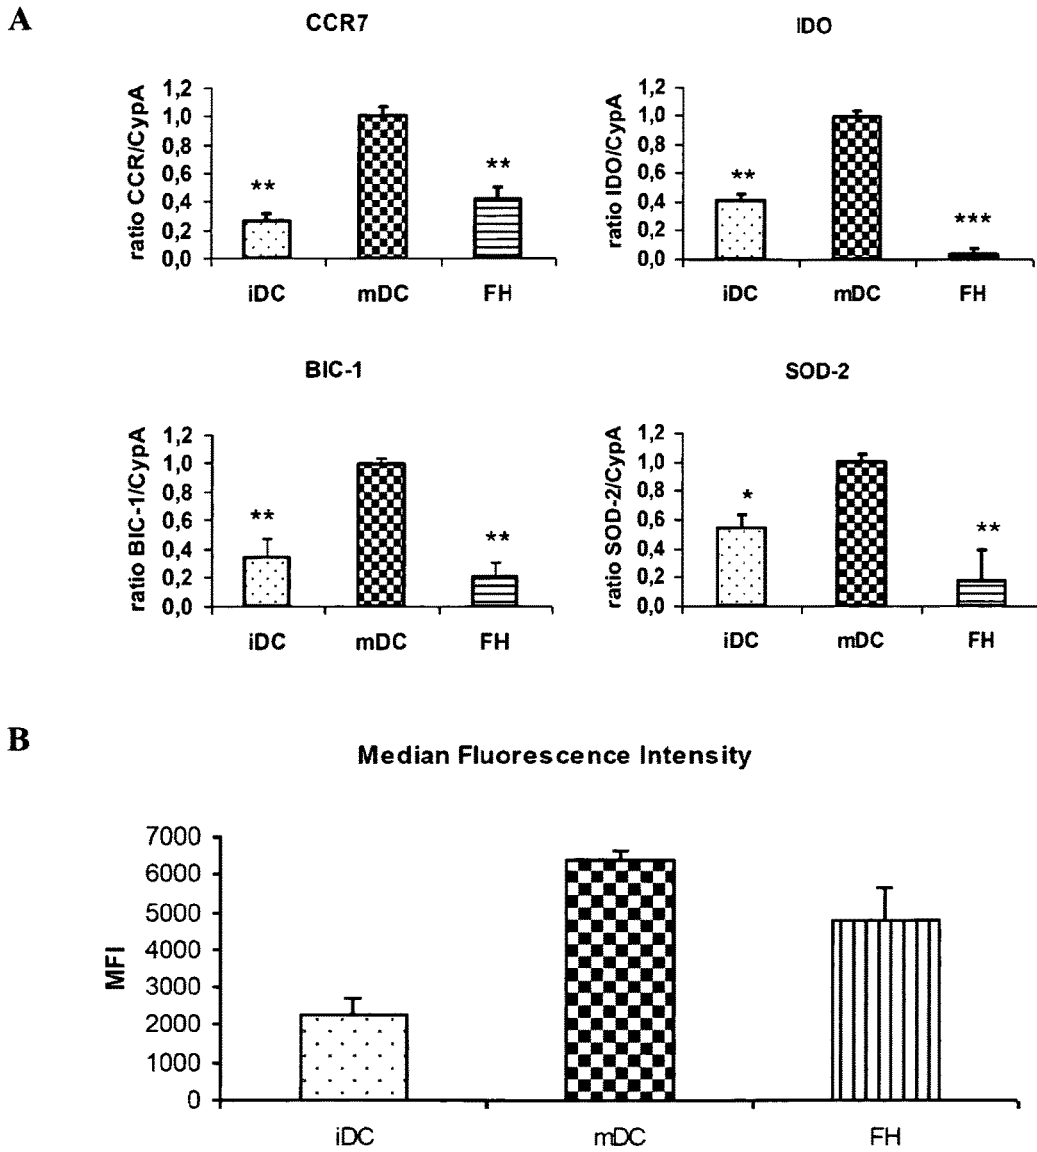 A
CCR7
ratio CCR/CypA
1,2
1,0
0,8
0,6
0,4
0,2
0,0
**
**
iDC mDC FH
IDO
ratio IDO/CypA
1,2
1,0
0,8
0,6
0,4
0,2
0,0
**
***
iDC mDC FH
BIC-1
ratio BIC-1/CypA
1,2
1,0
0,8
0,6
0,4
0,2
0,0
**
**
iDC mDC FH
SOD-2
ratio SOD-2/CypA
1,2
1,0
0,8
0,6
0,4
0,2
0,0
*
**
iDC mDC FH
B
Median Fluorescence Intensity
MFI
7000
6000
5000
4000
3000
2000
1000
0
iDC mDC FH